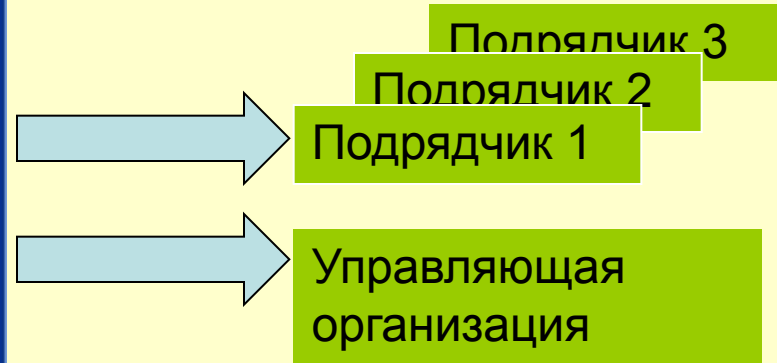 Подрядчик 3
Подрядчик 2
Подрядчик 1
Управляющая
организация